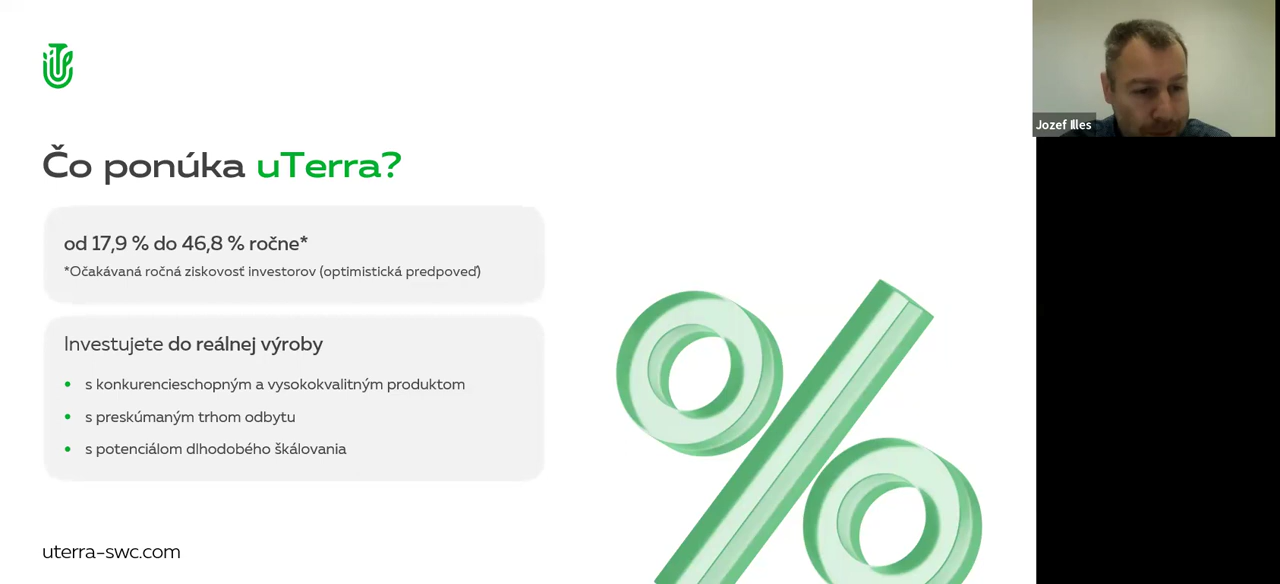 Čo ponúka uTerra?
od 17,9 % do 46,8 % ročne*
*Očakávaná ročná ziskovosť investorov (optimistická predpoveď)
Investujete do reálnej výroby
s konkurencieschopným a vysokokvalitným produktom
s preskúmaným trhom odbytu
s potenciálom dlhodobého škálovania
uterra-swc.com
Jozef Illes